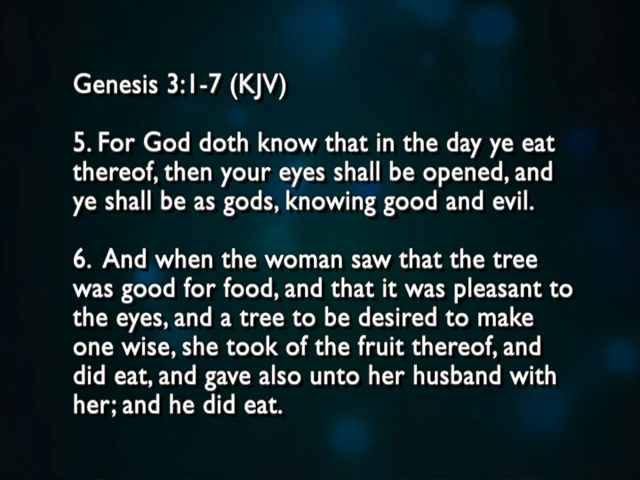 Genesis 3:1-7 (KJV)
5. For God doth know that in the day ye eat
thereof, then your eyes shall be opened, and
ye shall be as gods, knowing good and evil.
6. And when the woman saw that the tree
was good for food, and that it was pleasant to
the eyes, and a tree to be desired to make
one wise, she took of the fruit thereof, and
did eat, and gave also unto her husband with
her; and he did eat.